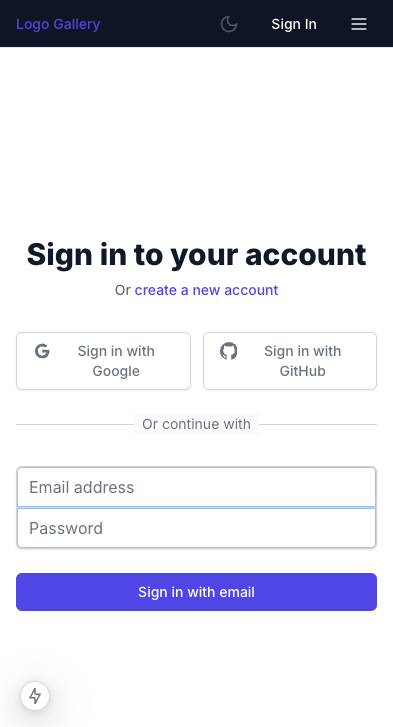 Logo Gallery
Sign In
Sign in to your account
Or create a new account
Sign in with
Google
Sign in with
GitHub
Or continue with
Email address
Password
Sign in with email